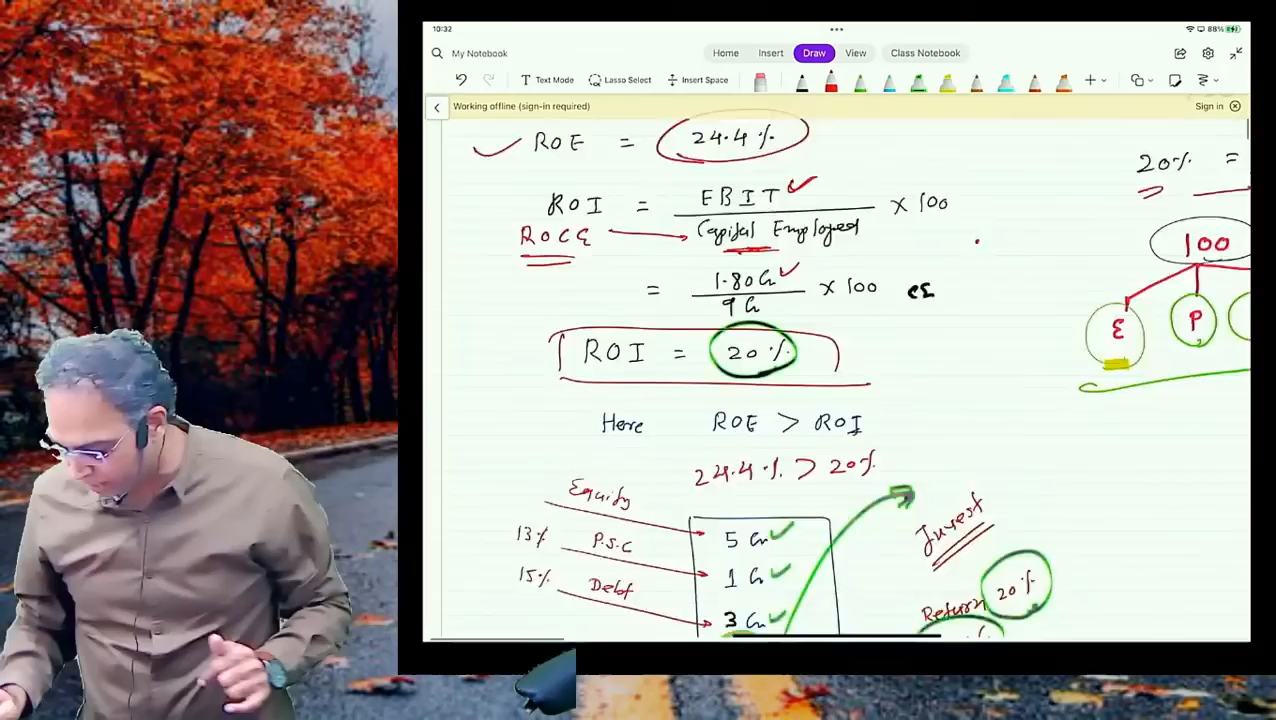 10:32
88%
My Notebook
Home Insert Draw View Class Notebook
Text Mode Lasso Select Insert Space
Working offline (sign-in required)
Sign in
ROE = 24.4%
ROI = EBIT / Capital Employed × 100
ROCE
= 1.80 Cr / 9 Cr × 100 CE
ROI = 20%
Here ROE > ROI
24.4% > 20%
Equity 5 Cr
13% P.S.C 1 Cr
15% Debt 3 Cr
Invest
Return 20%
%
20% =
100
E P